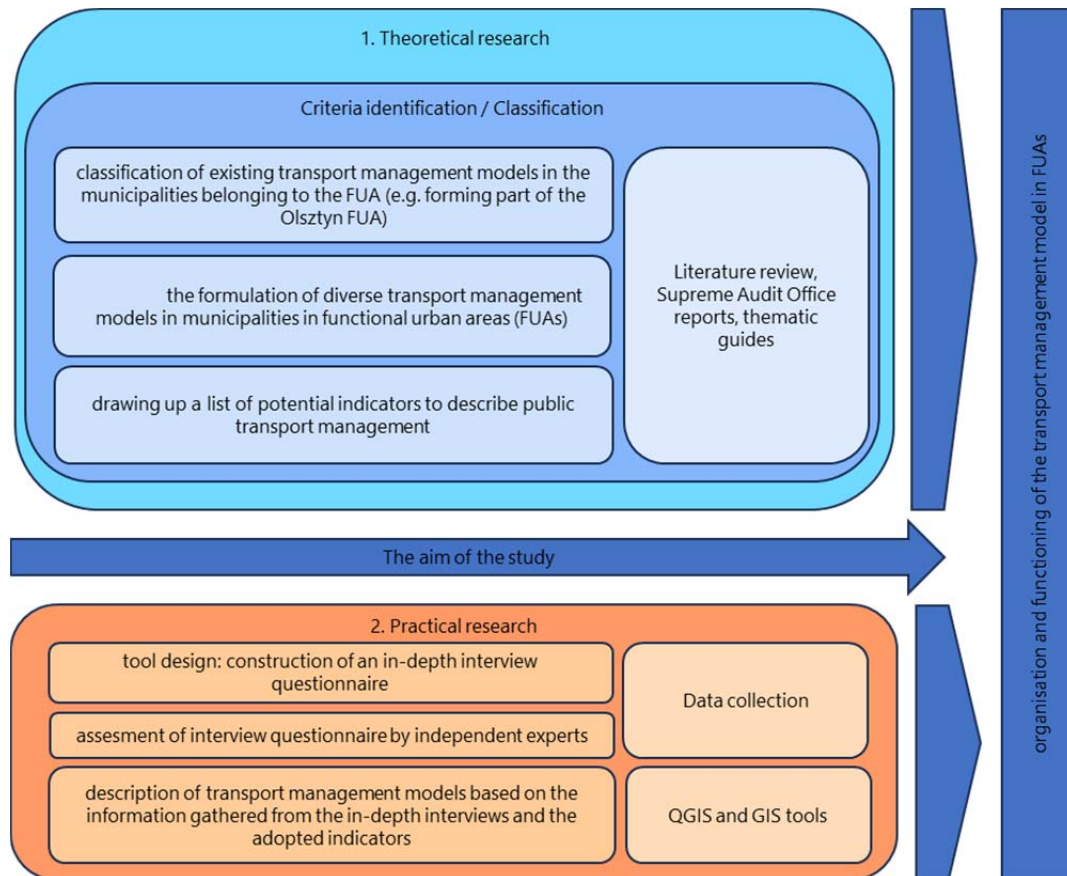 1. Theoretical research
Criteria identification / Classification
classification of existing transport management models in the
municipalities belonging to the FUA (e.g. forming part of the
Olsztyn FUA)
the formulation of diverse transport management
models in municipalities in functional urban areas (FUAs)
drawing up a list of potential indicators to describe public
transport management
Literature review,
Supreme Audit Office
reports, thematic
guides
The aim of the study
2. Practical research
tool design: construction of an in-depth interview
questionnaire
assesment of interview questionnaire by independent experts
Data collection
description of transport management models based on the
information gathered from the in-depth interviews and the
adopted indicators
QGIS and GIS tools
organisation and functioning of the transport management model in FUAs